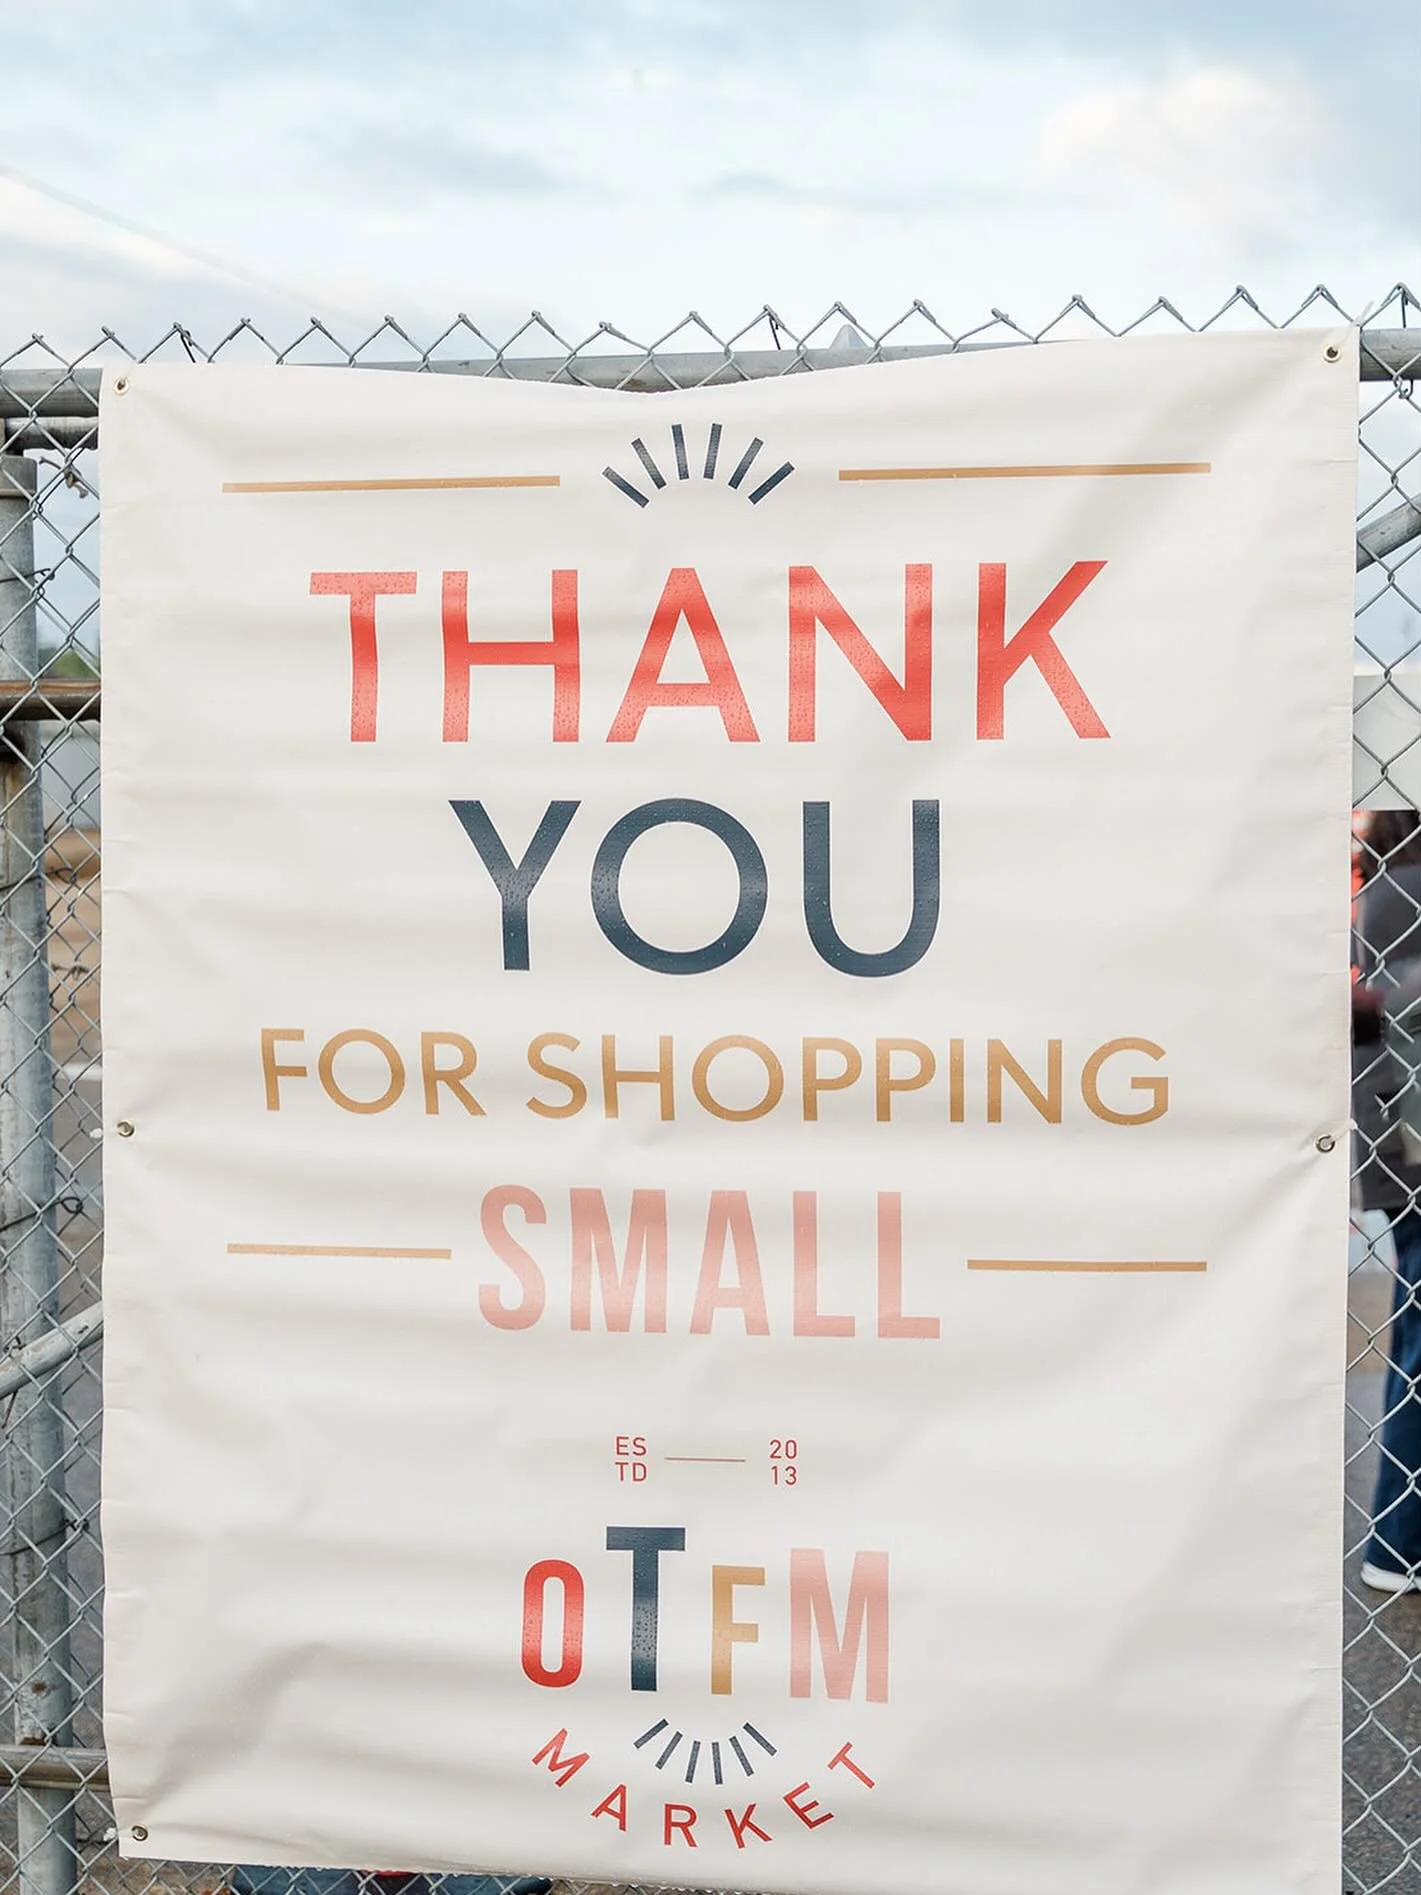 THANK
YOU
FOR SHOPPING
SMALL
ES 20
TD 13
OTFM
MARKET